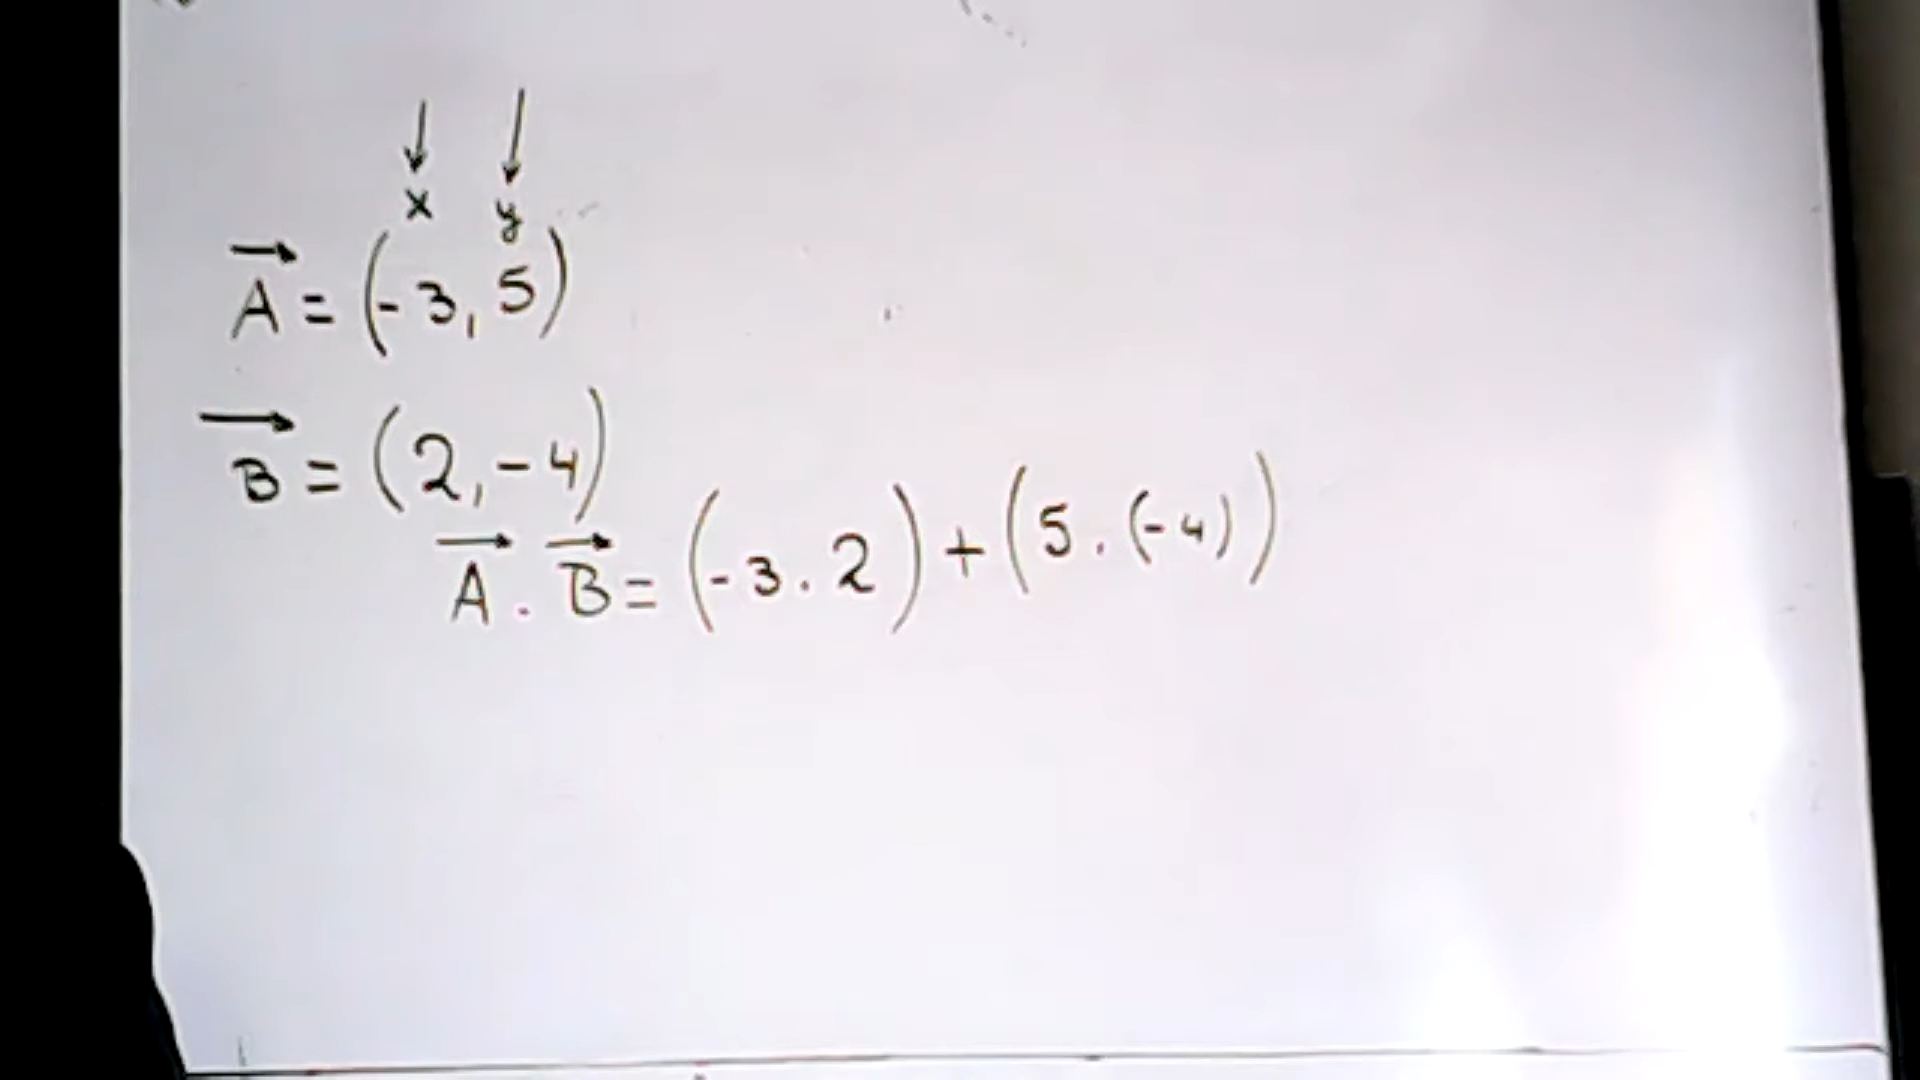 x y
A = (-3, 5)
B = (2, -4)
A . B = (-3 . 2) + (5 . (-4))